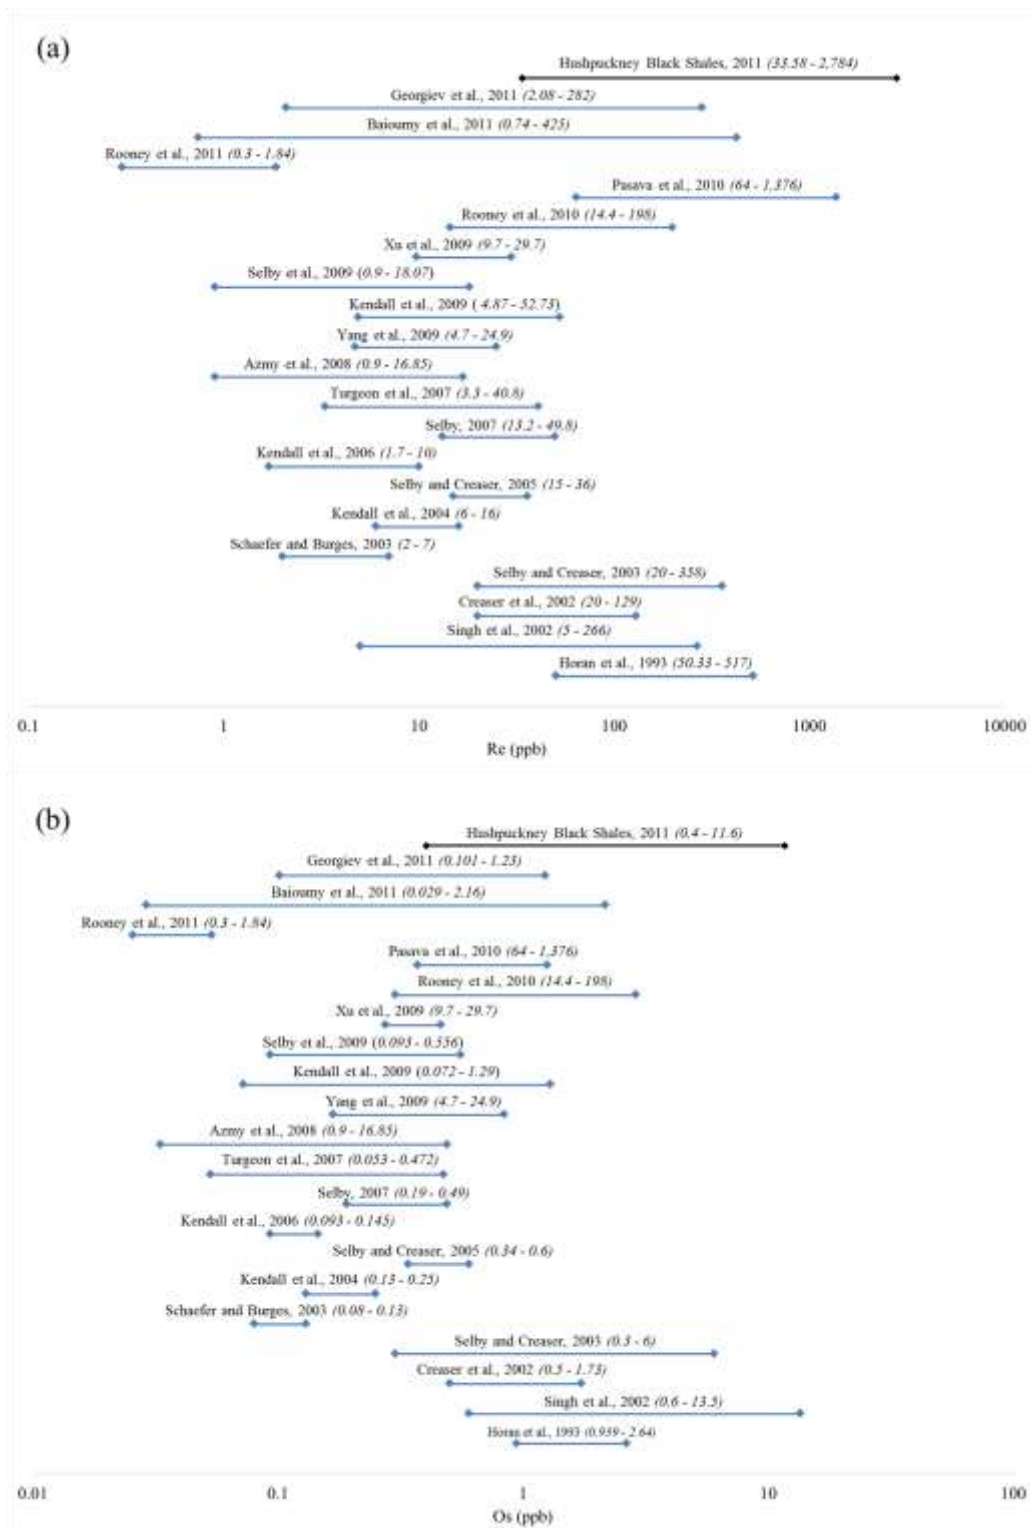 (a)
Hushpuckney Black Shales, 2011 (33.58 - 2,784)
Georgiev et al., 2011 (2.08 - 282)
Baioumy et al., 2011 (0.74 - 425)
Rooney et al., 2011 (0.3 - 1.84)
Pasava et al., 2010 (64 - 1,376)
Rooney et al., 2010 (14.4 - 198)
Xu et al., 2009 (9.7 - 29.7)
Selby et al., 2009 (0.9 - 18.07)
Kendall et al., 2009 ( 4.87 - 52.73)
Yang et al., 2009 (4.7 - 24.9)
Azmy et al., 2008 (0.9 - 16.85)
Turgeon et al., 2007 (3.3 - 40.8)
Selby, 2007 (13.2 - 49.8)
Kendall et al., 2006 (1.7 - 10)
Selby and Creaser, 2005 (15 - 36)
Kendall et al., 2004 (6 - 16)
Schaefer and Burges, 2003 (2 - 7)
Selby and Creaser, 2003 (20 - 358)
Creaser et al., 2002 (20 - 129)
Singh et al., 2002 (5 - 266)
Horan et al., 1993 (50.33 - 517)
0.1 1 10 100 1000 10000
Re (ppb)
(b)
Hushpuckney Black Shales, 2011 (0.4 - 11.6)
Georgiev et al., 2011 (0.101 - 1.23)
Baioumy et al., 2011 (0.029 - 2.16)
Rooney et al., 2011 (0.3 - 1.84)
Pasava et al., 2010 (64 - 1,376)
Rooney et al., 2010 (14.4 - 198)
Xu et al., 2009 (9.7 - 29.7)
Selby et al., 2009 (0.093 - 0.556)
Kendall et al., 2009 (0.072 - 1.29)
Yang et al., 2009 (4.7 - 24.9)
Azmy et al., 2008 (0.9 - 16.85)
Turgeon et al., 2007 (0.053 - 0.472)
Selby, 2007 (0.19 - 0.49)
Kendall et al., 2006 (0.093 - 0.145)
Selby and Creaser, 2005 (0.34 - 0.6)
Kendall et al., 2004 (0.13 - 0.25)
Schaefer and Burges, 2003 (0.08 - 0.13)
Selby and Creaser, 2003 (0.3 - 6)
Creaser et al., 2002 (0.5 - 1.73)
Singh et al., 2002 (0.6 - 13.5)
Horan et al., 1993 (0.939 - 2.64)
0.01 0.1 1 10 100
Os (ppb)